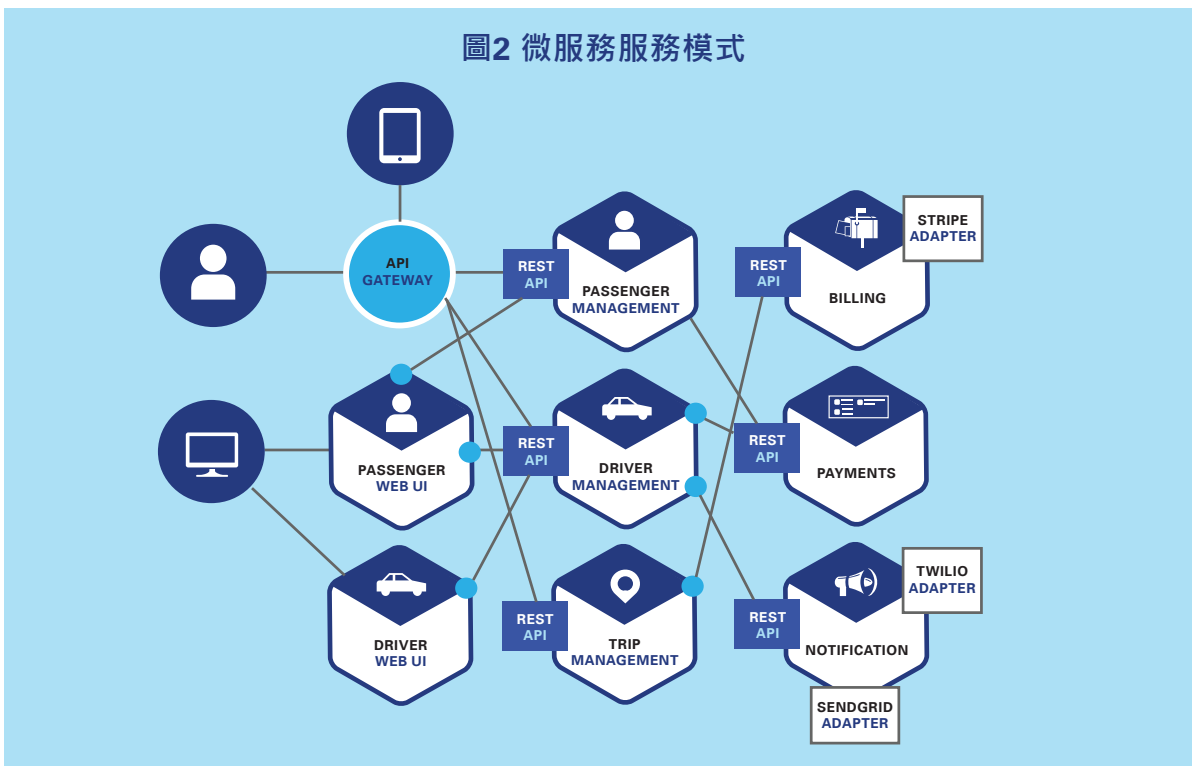 圖2 微服務服務模式
API
GATEWAY
REST
API
PASSENGER
MANAGEMENT
REST
API
BILLING
STRIPE
ADAPTER
PASSENGER
WEB UI
REST
API
DRIVER
MANAGEMENT
REST
API
PAYMENTS
DRIVER
WEB UI
REST
API
TRIP
MANAGEMENT
REST
API
NOTIFICATION
TWILIO
ADAPTER
SENDGRID
ADAPTER